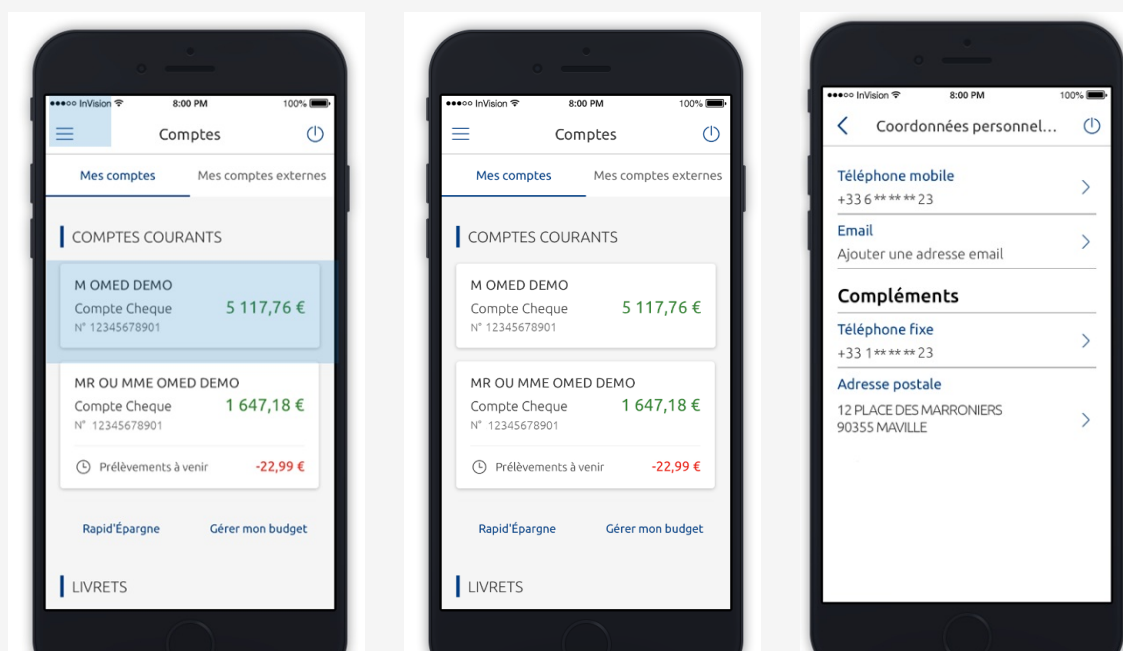 ●●●○○ InVision 8:00 PM 100%
Comptes
Mes comptes Mes comptes externes
COMPTES COURANTS
M OMED DEMO
Compte Cheque 5 117,76 €
N° 12345678901
MR OU MME OMED DEMO
Compte Cheque 1 647,18 €
N° 12345678901
Prélèvements à venir -22,99 €
Rapid'Épargne Gérer mon budget
LIVRETS
●●●○○ InVision 8:00 PM 100%
Comptes
Mes comptes Mes comptes externes
COMPTES COURANTS
M OMED DEMO
Compte Cheque 5 117,76 €
N° 12345678901
MR OU MME OMED DEMO
Compte Cheque 1 647,18 €
N° 12345678901
Prélèvements à venir -22,99 €
Rapid'Épargne Gérer mon budget
LIVRETS
●●●○○ InVision 8:00 PM 100%
Coordonnées personnel...
Téléphone mobile
+33 6 ** ** ** 23
Email
Ajouter une adresse email
Compléments
Téléphone fixe
+33 1 ** ** ** 23
Adresse postale
12 PLACE DES MARRONIERS
90355 MAVILLE